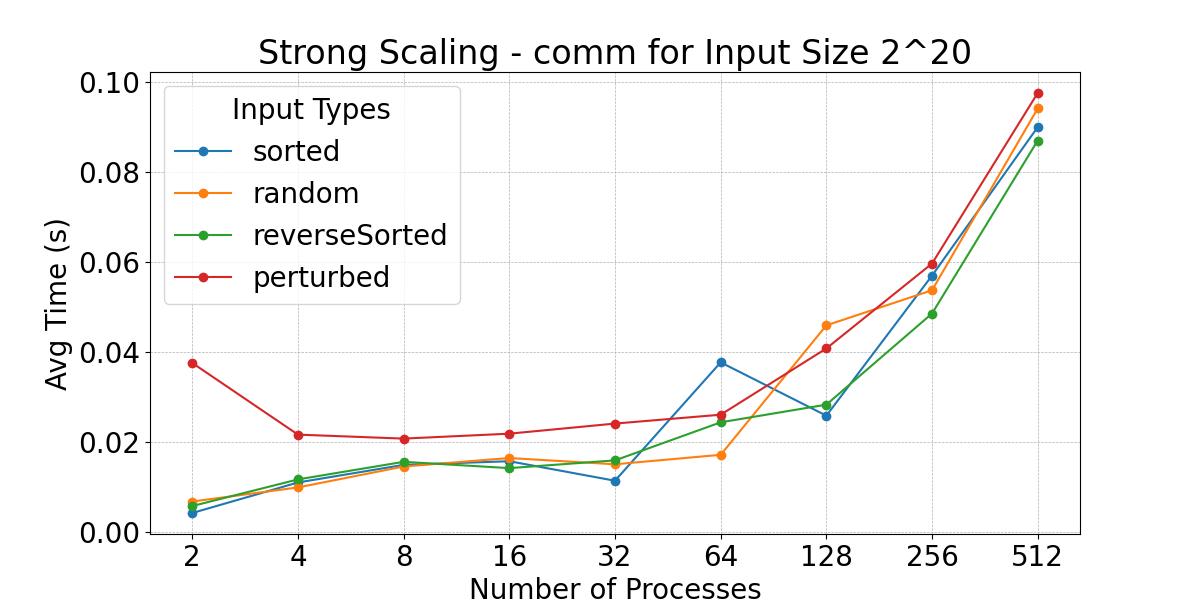 Strong Scaling - comm for Input Size 2^20
Avg Time (s)
0.10
0.08
0.06
0.04
0.02
0.00
Input Types
sorted
random
reverseSorted
perturbed
2 4 8 16 32 64 128 256 512
Number of Processes